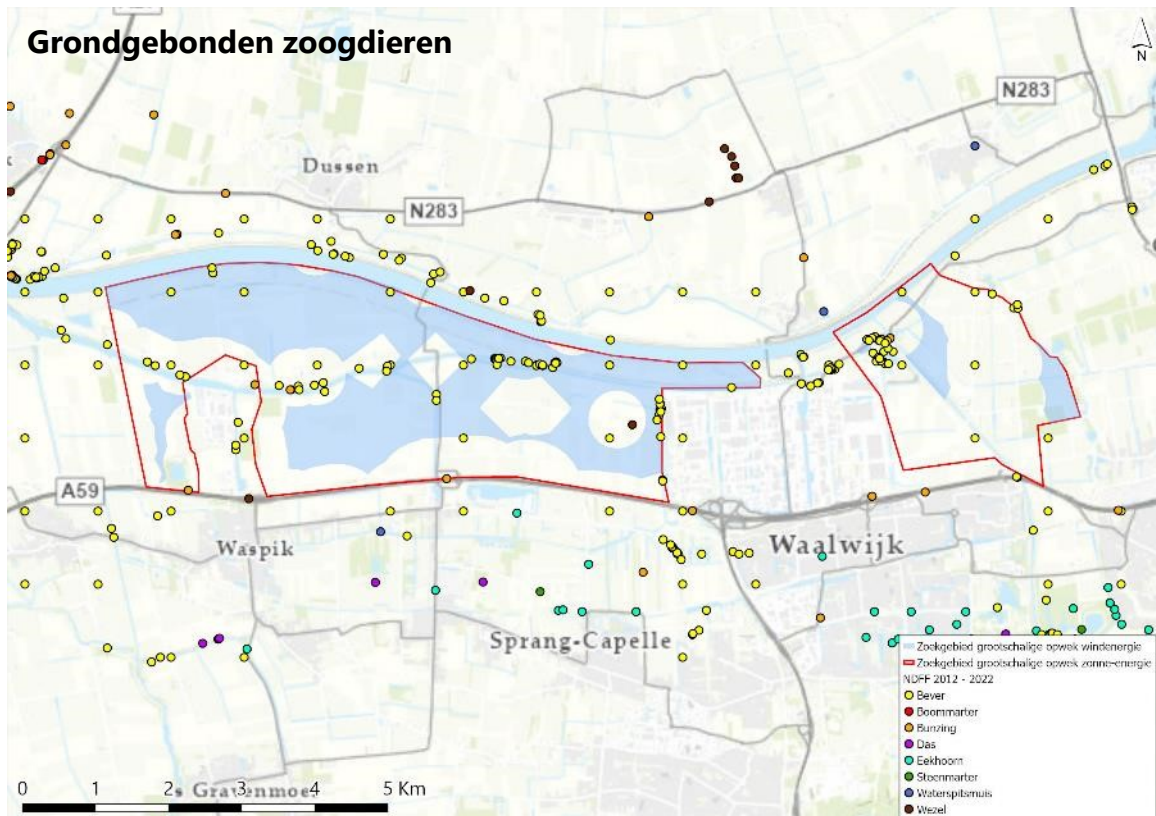 Grondgebonden zoogdieren
N
N283
Dussen
N283
A59
Waspik
Waalwijk
Sprang-Capelle
Zoekgebied grootschalige opwek windenergie
Zoekgebied grootschalige opwek zonne-energie
NDFF 2012 - 2022
Bever
Boommarter
Bunzing
Das
Eekhoorn
Steenmarter
Waterspitsmuis
Wezel
0 1 2 3 4 5 Km
's Gravenmoer